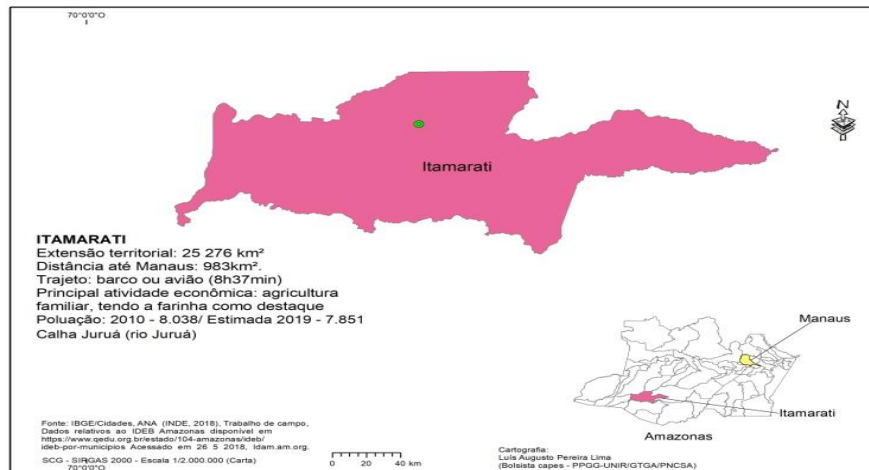 70°0'0"O
N
Itamarati
ITAMARATI
Extensão territorial: 25 276 km²
Distância até Manaus: 983km².
Trajeto: barco ou avião (8h37min)
Principal atividade econômica: agricultura
familiar, tendo a farinha como destaque
Poluação: 2010 - 8.038/ Estimada 2019 - 7.851
Calha Juruá (rio Juruá)
Manaus
Itamarati
Amazonas
Fonte: IBGE/Cidades, ANA (INDE, 2018), Trabalho de campo,
Dados relativos ao IDEB Amazonas disponível em
https://www.qedu.org.br/estado/104-amazonas/ideb/
ideb-por-municipios Acessado em 26 5 2018, Idam.am.org.
SCG - SIRGAS 2000 - Escala 1/2.000.000 (Carta)
70°0'0"O
0 20 40 km
Cartografia:
Luís Augusto Pereira Lima
(Bolsista capes - PPGG-UNIR/GTGA/PNCSA)